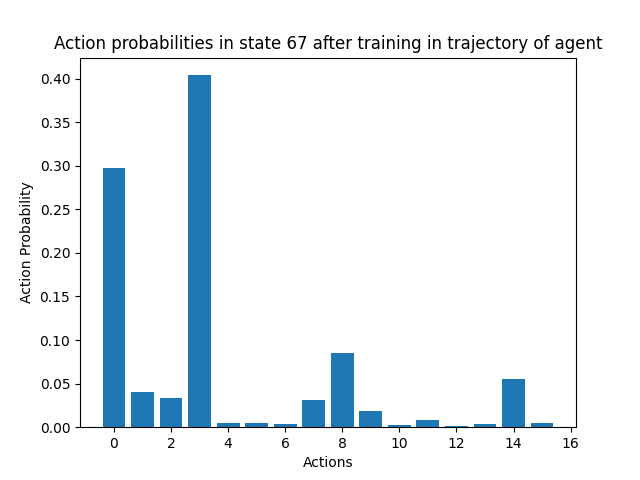 Action probabilities in state 67 after training in trajectory of agent
0.40
0.35
0.30
0.25
0.20
0.15
0.10
0.05
0.00
Action Probability
0 2 4 6 8 10 12 14 16
Actions